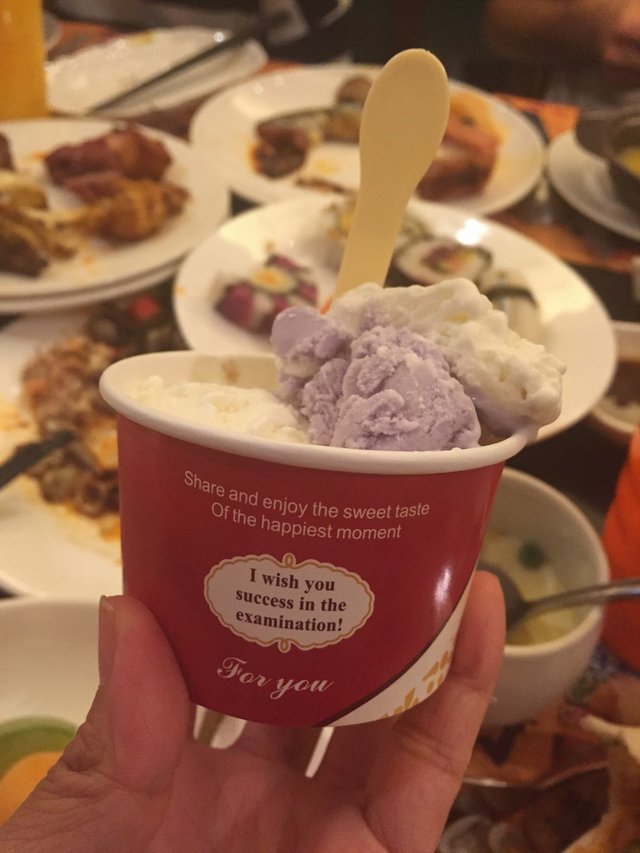 Share and enjoy the sweet taste
Of the happiest moment
I wish you
success in the
examination!
For you